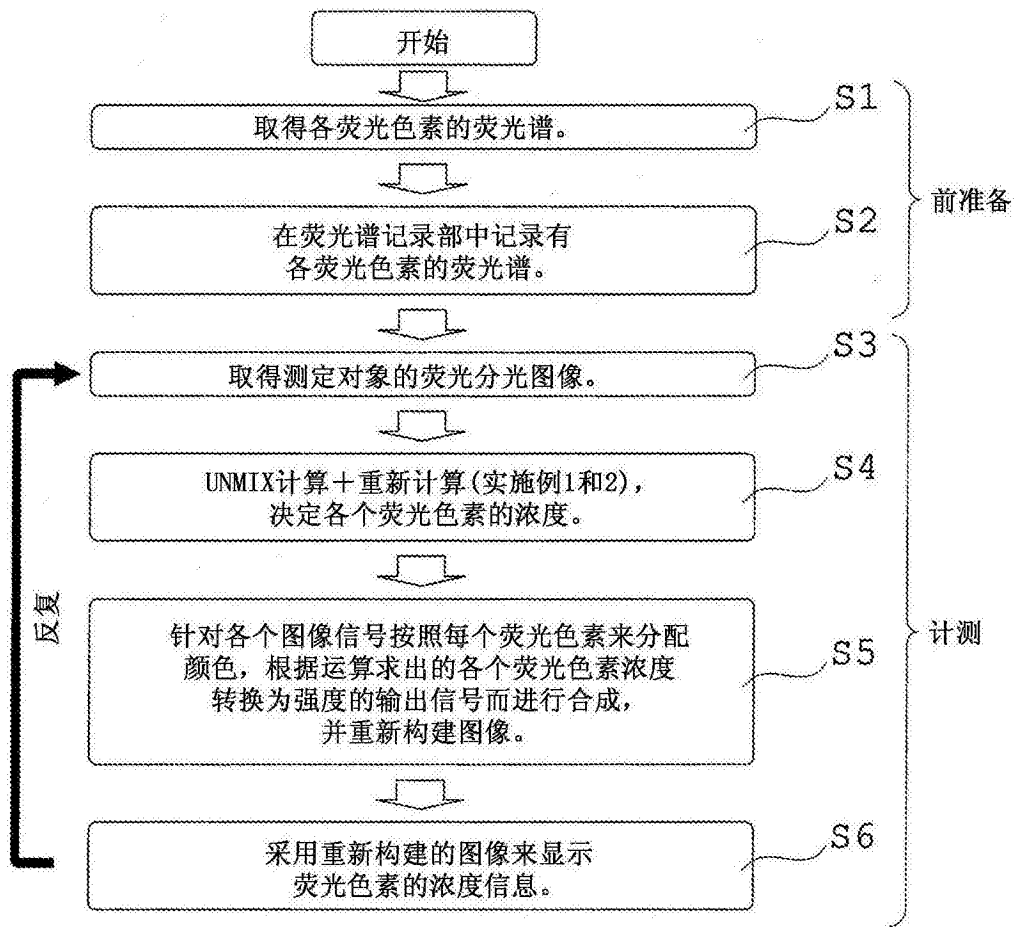 开始
S1
取得各荧光色素的荧光谱。
前准备
S2
在荧光谱记录部中记录有
各荧光色素的荧光谱。
S3
取得测定对象的荧光分光图像。
S4
UNMIX计算＋重新计算(实施例1和2)，
决定各个荧光色素的浓度。
反复
计测
S5
针对各个图像信号按照每个荧光色素来分配
颜色，根据运算求出的各个荧光色素浓度
转换为强度的输出信号而进行合成，
并重新构建图像。
S6
采用重新构建的图像来显示
荧光色素的浓度信息。